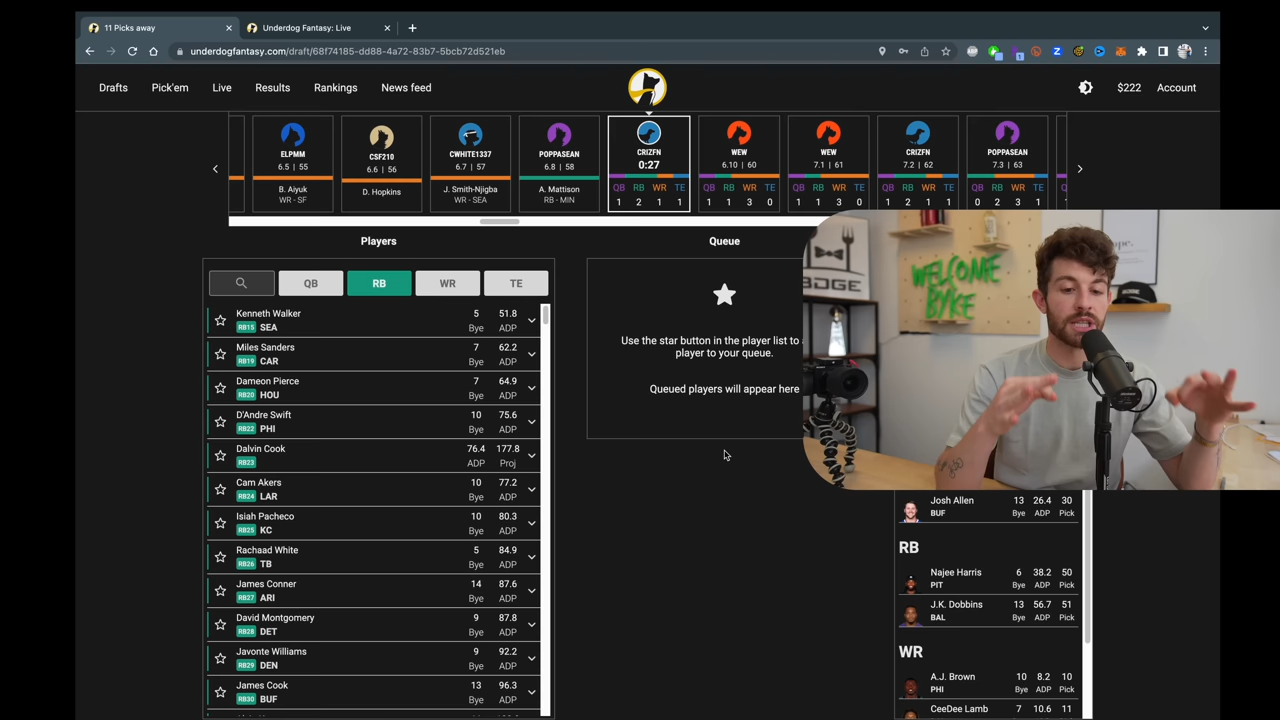 11 Picks away
Underdog Fantasy: Live
underdogfantasy.com/draft/68f74185-dd88-4a72-83b7-5bcb72d521eb
Drafts Pick'em Live Results Rankings News feed $222 Account
ELPMM
6.5 | 55
B. Aiyuk
WR - SF
CSF210
6.6 | 56
D. Hopkins
CWHITE1337
6.7 | 57
J. Smith-Njigba
WR - SEA
POPPASEAN
6.8 | 58
A. Mattison
RB - MIN
CRIZFN
0:27
QB RB WR TE
1 2 1 1
WEW
6.10 | 60
QB RB WR TE
1 1 3 0
WEW
7.1 | 61
QB RB WR TE
1 1 3 0
CRIZFN
7.2 | 62
QB RB WR TE
1 2 1 1
POPPASEAN
7.3 | 63
QB RB WR TE
0 2 3 1
Players
QB RB WR TE
Kenneth Walker 5 51.8
RB15 SEA Bye ADP
Miles Sanders 7 62.2
RB19 CAR Bye ADP
Dameon Pierce 7 64.9
RB20 HOU Bye ADP
D'Andre Swift 10 75.6
RB22 PHI Bye ADP
Dalvin Cook 76.4 177.8
RB23 ADP Proj
Cam Akers 10 77.2
RB24 LAR Bye ADP
Isiah Pacheco 10 80.3
RB25 KC Bye ADP
Rachaad White 5 84.9
RB26 TB Bye ADP
James Conner 14 87.6
RB27 ARI Bye ADP
David Montgomery 9 87.8
RB28 DET Bye ADP
Javonte Williams 9 92.2
RB29 DEN Bye ADP
James Cook 13 96.3
RB30 BUF Bye ADP
Queue
Use the star button in the player list to
player to your queue.
Queued players will appear here
BDGE
WELCOME
BYKE
Josh Allen 13 26.4 30
BUF Bye ADP Pick
RB
Najee Harris 6 38.2 50
PIT Bye ADP Pick
J.K. Dobbins 13 56.7 51
BAL Bye ADP Pick
WR
A.J. Brown 10 8.2 10
PHI Bye ADP Pick
CeeDee Lamb 7 10.6 11